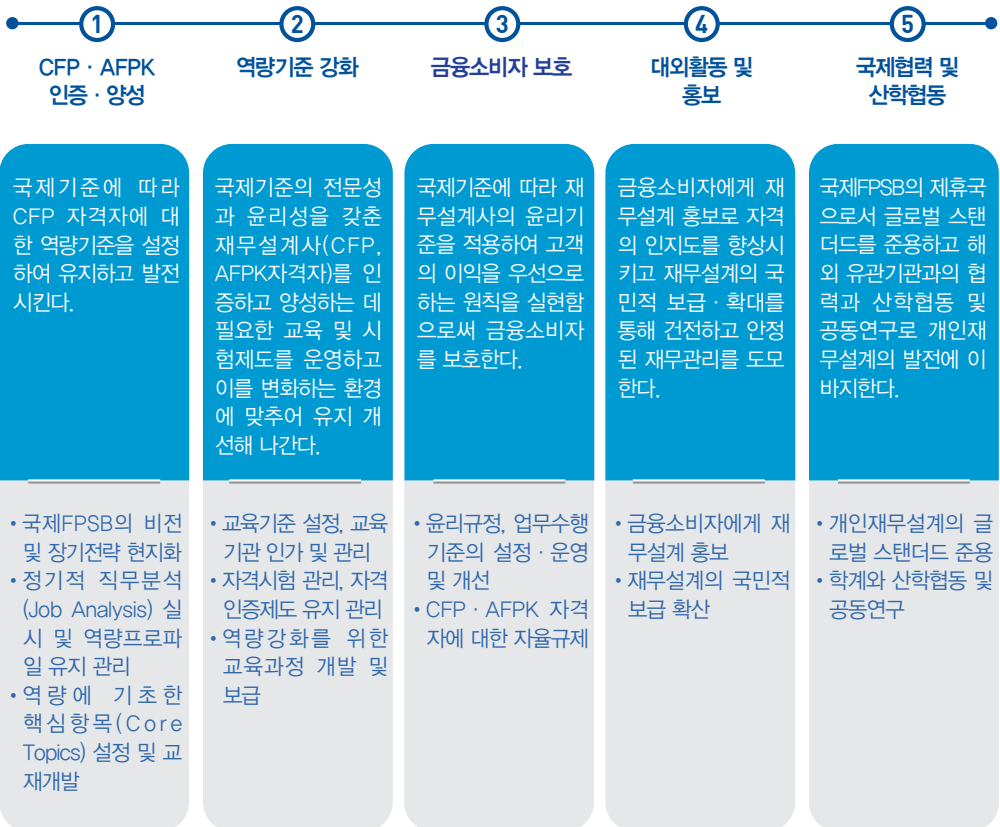 1
CFP · AFPK
인증 · 양성
국제기준에 따라
CFP 자격자에 대
한 역량기준을 설정
하여 유지하고 발전
시킨다.
• 국제FPSB의 비전
및 장기전략 현지화
• 정기적 직무분석
(Job Analysis) 실
시 및 역량프로파
일 유지 관리
• 역량에 기초한
핵심항목(Core
Topics) 설정 및 교
재개발
2
역량기준 강화
국제기준의 전문성
과 윤리성을 갖춘
재무설계사(CFP,
AFPK자격자)를 인
증하고 양성하는 데
필요한 교육 및 시
험제도를 운영하고
이를 변화하는 환경
에 맞추어 유지 개
선해 나간다.
• 교육기준 설정, 교육
기관 인가 및 관리
• 자격시험 관리, 자격
인증제도 유지 관리
• 역량강화를 위한
교육과정 개발 및
보급
3
금융소비자 보호
국제기준에 따라 재
무설계사의 윤리기
준을 적용하여 고객
의 이익을 우선으로
하는 원칙을 실현함
으로써 금융소비자
를 보호한다.
• 윤리규정, 업무수행
기준의 설정 · 운영
및 개선
• CFP · AFPK 자격
자에 대한 자율규제
4
대외활동 및
홍보
금융소비자에게 재
무설계 홍보로 자격
의 인지도를 향상시
키고 재무설계의 국
민적 보급 · 확대를
통해 건전하고 안정
된 재무관리를 도모
한다.
• 금융소비자에게 재
무설계 홍보
• 재무설계의 국민적
보급 확산
5
국제협력 및
산학협동
국제FPSB의 제휴국
으로서 글로벌 스탠
더드를 준용하고 해
외 유관기관과의 협
력과 산학협동 및
공동연구로 개인재
무설계의 발전에 이
바지한다.
• 개인재무설계의 글
로벌 스탠더드 준용
• 학계와 산학협동 및
공동연구